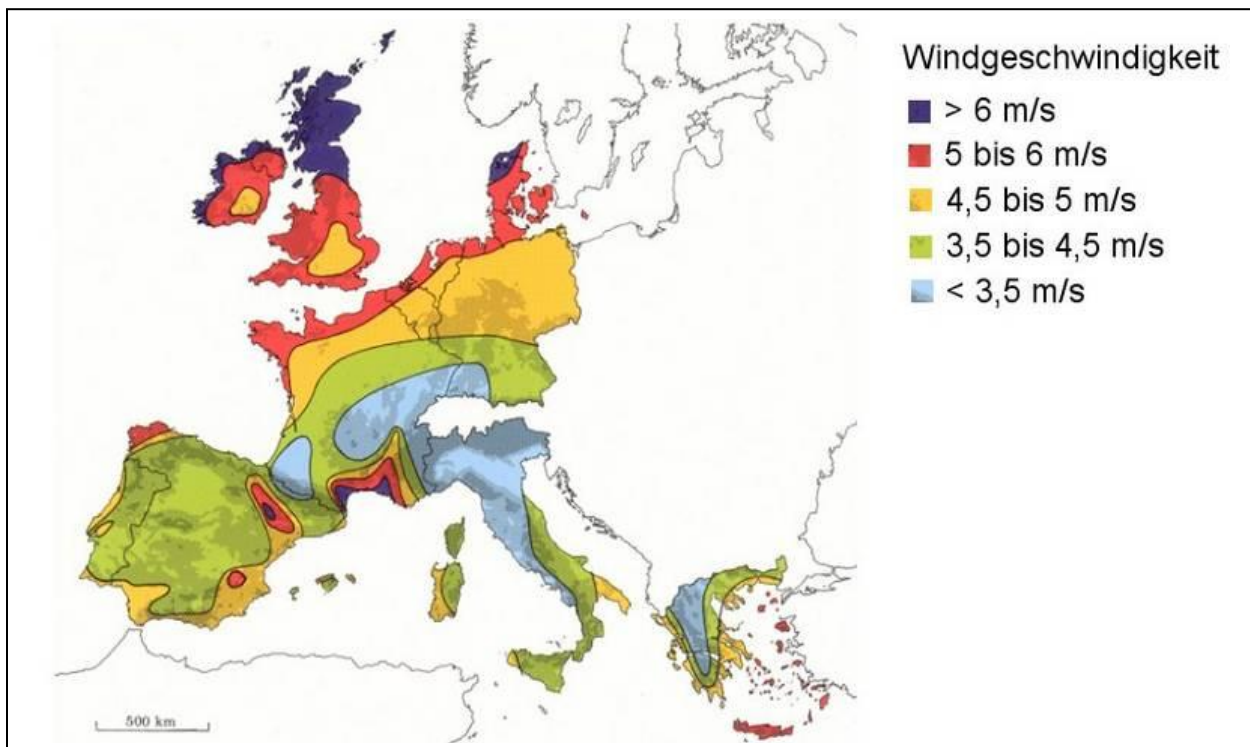 Windgeschwindigkeit
> 6 m/s
5 bis 6 m/s
4,5 bis 5 m/s
3,5 bis 4,5 m/s
< 3,5 m/s
500 km